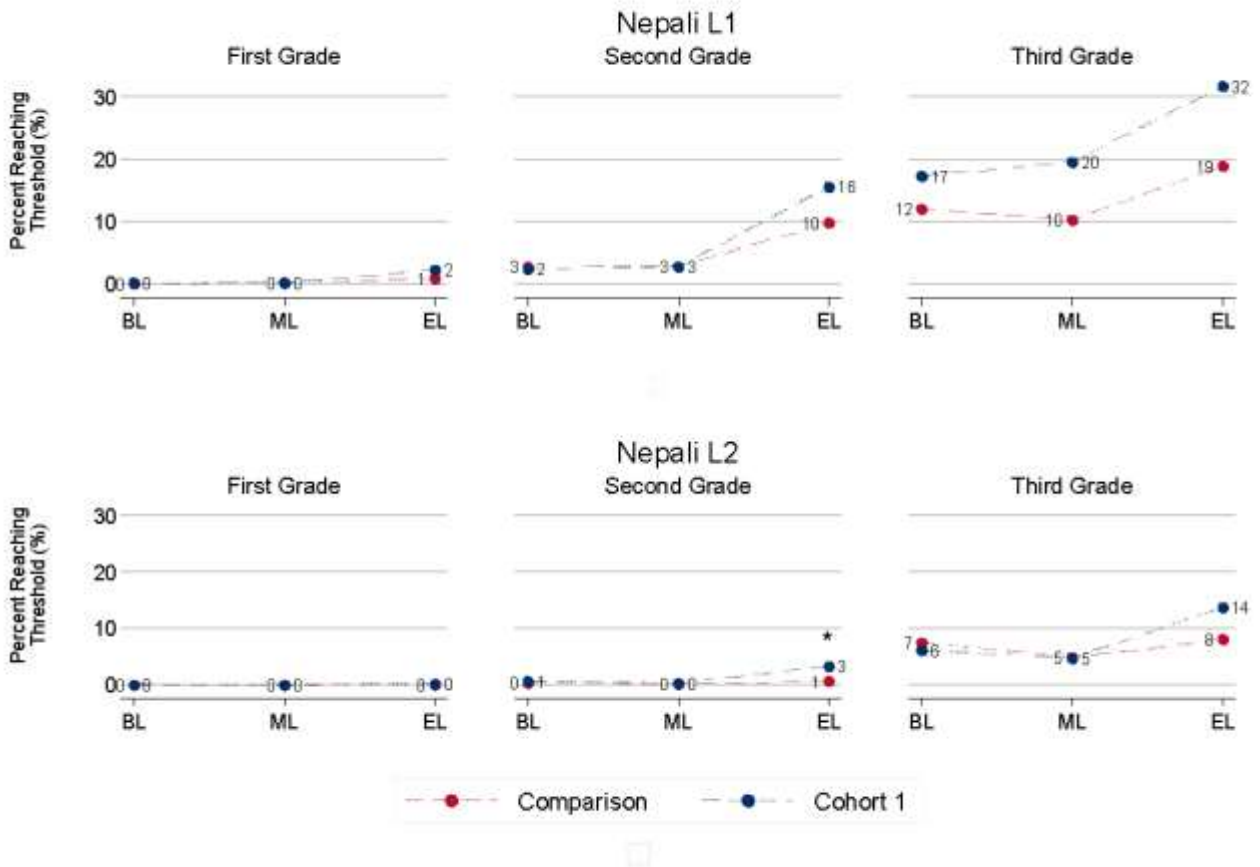 Nepali L1
First Grade Second Grade Third Grade
Percent Reaching
Threshold (%)
30
20
10
0
0 0 0 0 1 2
3 2 3 3 10 16
12 17 10 20 19 32
BL ML EL BL ML EL BL ML EL
Nepali L2
First Grade Second Grade Third Grade
Percent Reaching
Threshold (%)
30
20
10
0
0 0 0 0 0 0
0 1 0 0 1 3 *
7 6 5 5 8 14
BL ML EL BL ML EL BL ML EL
Comparison Cohort 1